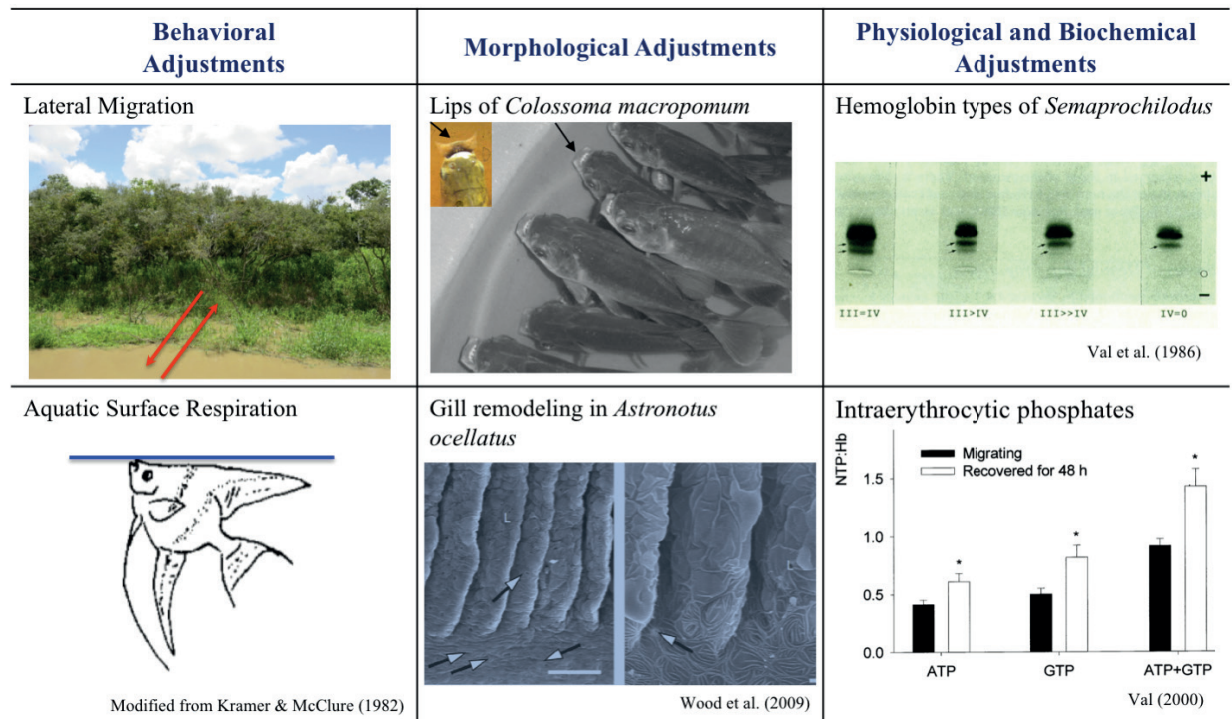 Behavioral
Adjustments
Morphological Adjustments
Physiological and Biochemical
Adjustments
Lateral Migration
Lips of Colossoma macropomum
Hemoglobin types of Semaprochilodus
+
○
−
III=IV
III>IV
III>>IV
IV=0
Val et al. (1986)
Aquatic Surface Respiration
Modified from Kramer & McClure (1982)
Gill remodeling in Astronotus
ocellatus
L
L
Wood et al. (2009)
Intraerythrocytic phosphates
NTP:Hb
Migrating
Recovered for 48 h
1.5
1.0
0.5
0.0
*
*
*
ATP
GTP
ATP+GTP
Val (2000)